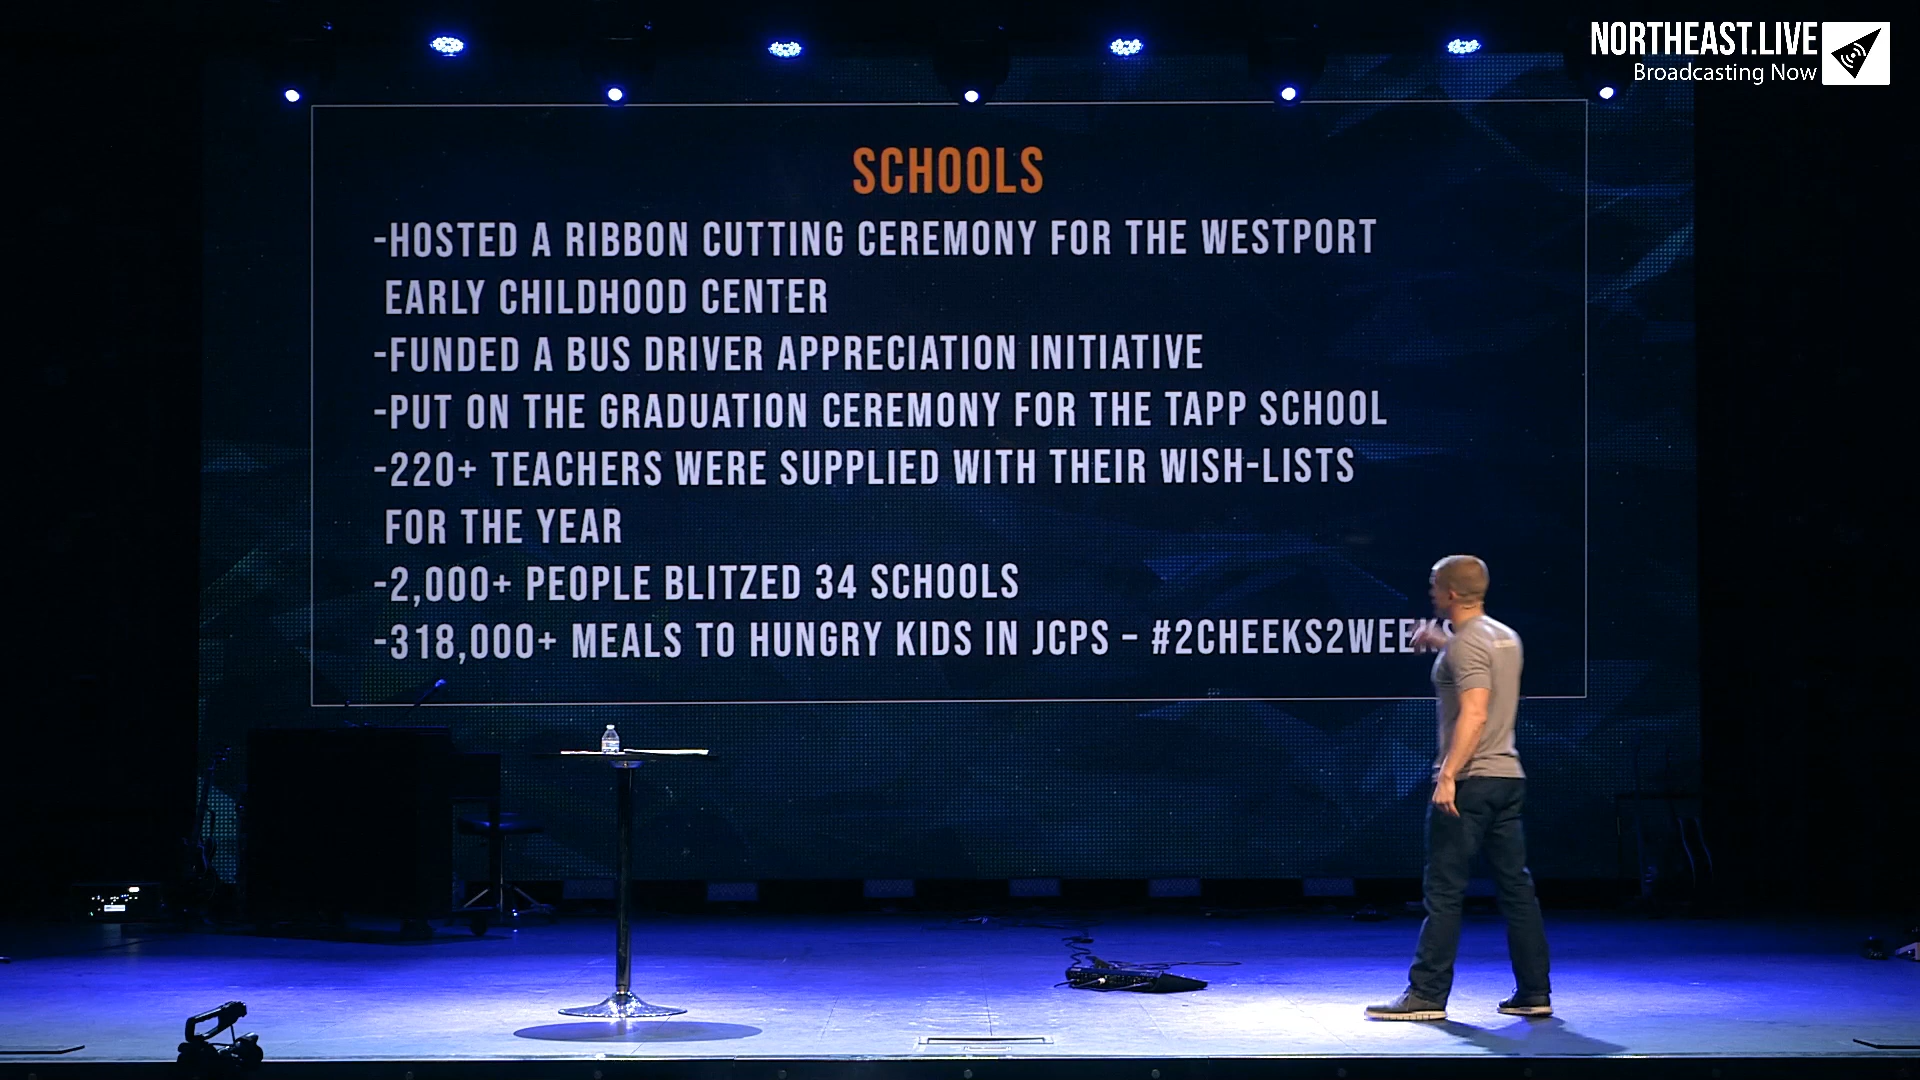 NORTHEAST.LIVE
Broadcasting Now
SCHOOLS
-HOSTED A RIBBON CUTTING CEREMONY FOR THE WESTPORT
EARLY CHILDHOOD CENTER
-FUNDED A BUS DRIVER APPRECIATION INITIATIVE
-PUT ON THE GRADUATION CEREMONY FOR THE TAPP SCHOOL
-220+ TEACHERS WERE SUPPLIED WITH THEIR WISH-LISTS
FOR THE YEAR
-2,000+ PEOPLE BLITZED 34 SCHOOLS
-318,000+ MEALS TO HUNGRY KIDS IN JCPS - #2CHEEKS2WEEKS